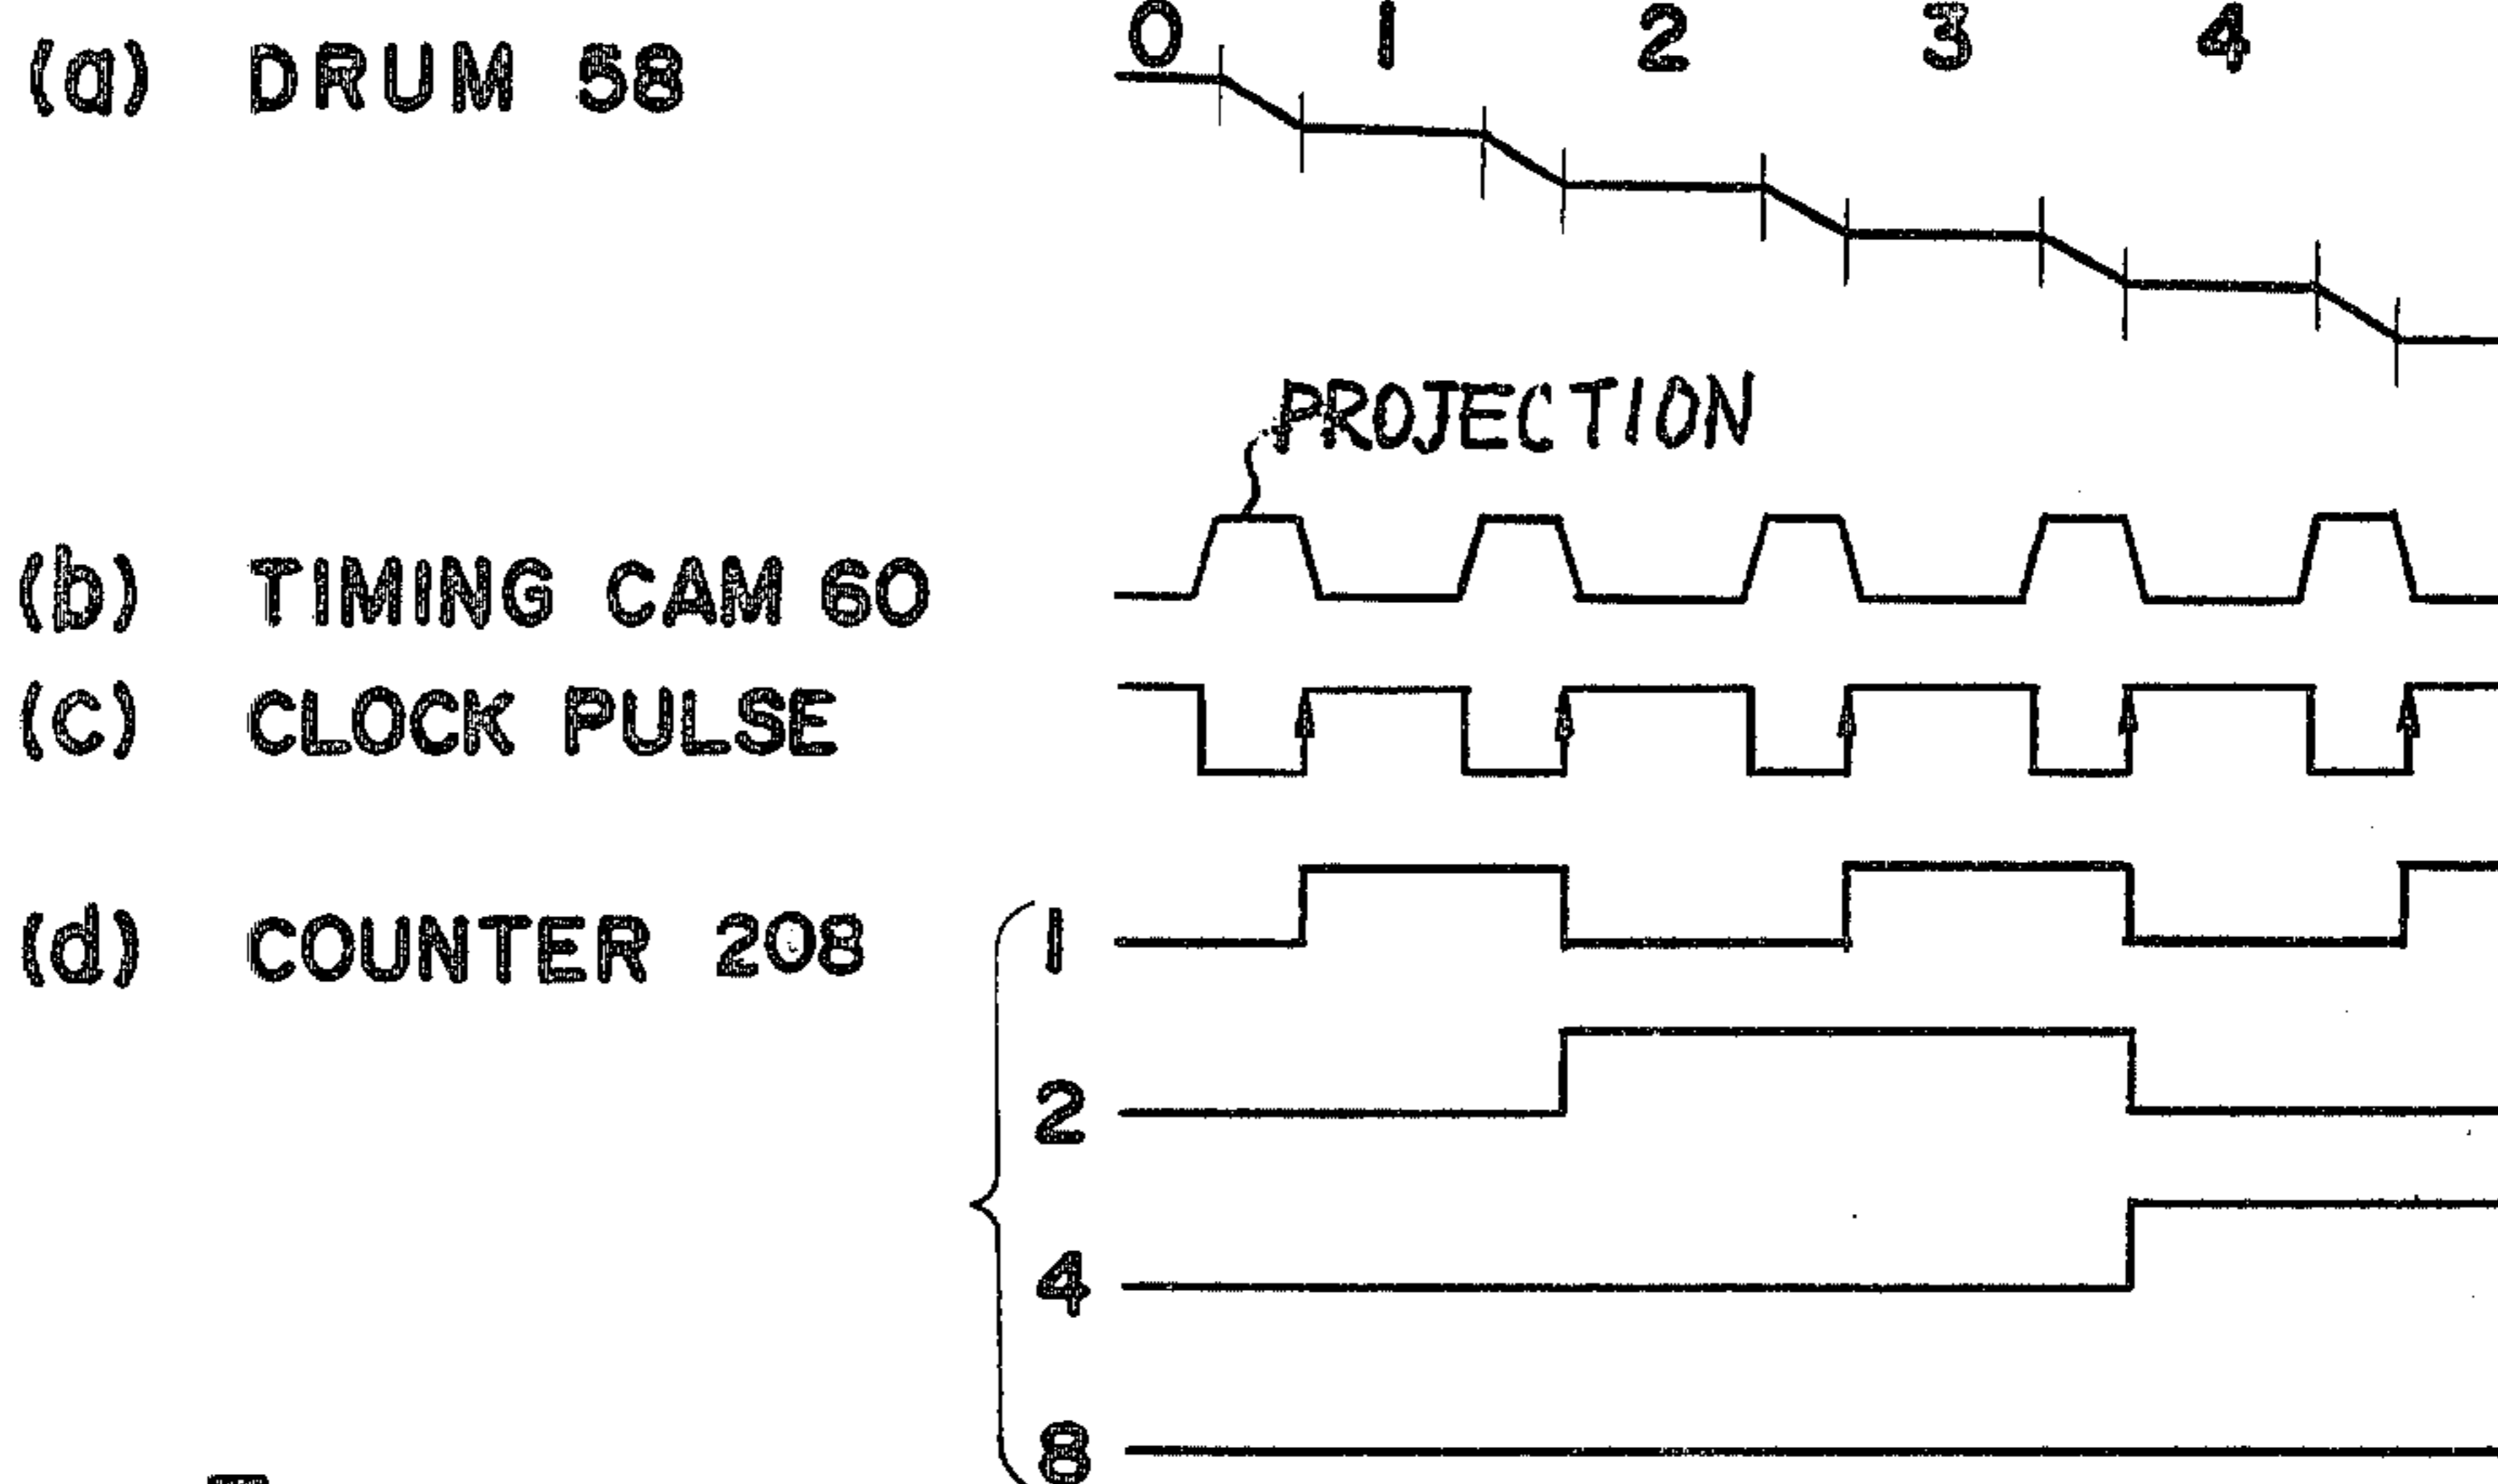 0 1 2 3 4
(a) DRUM 58
PROJECTION
(b) TIMING CAM 60
(c) CLOCK PULSE
(d) COUNTER 208
1
2
4
8